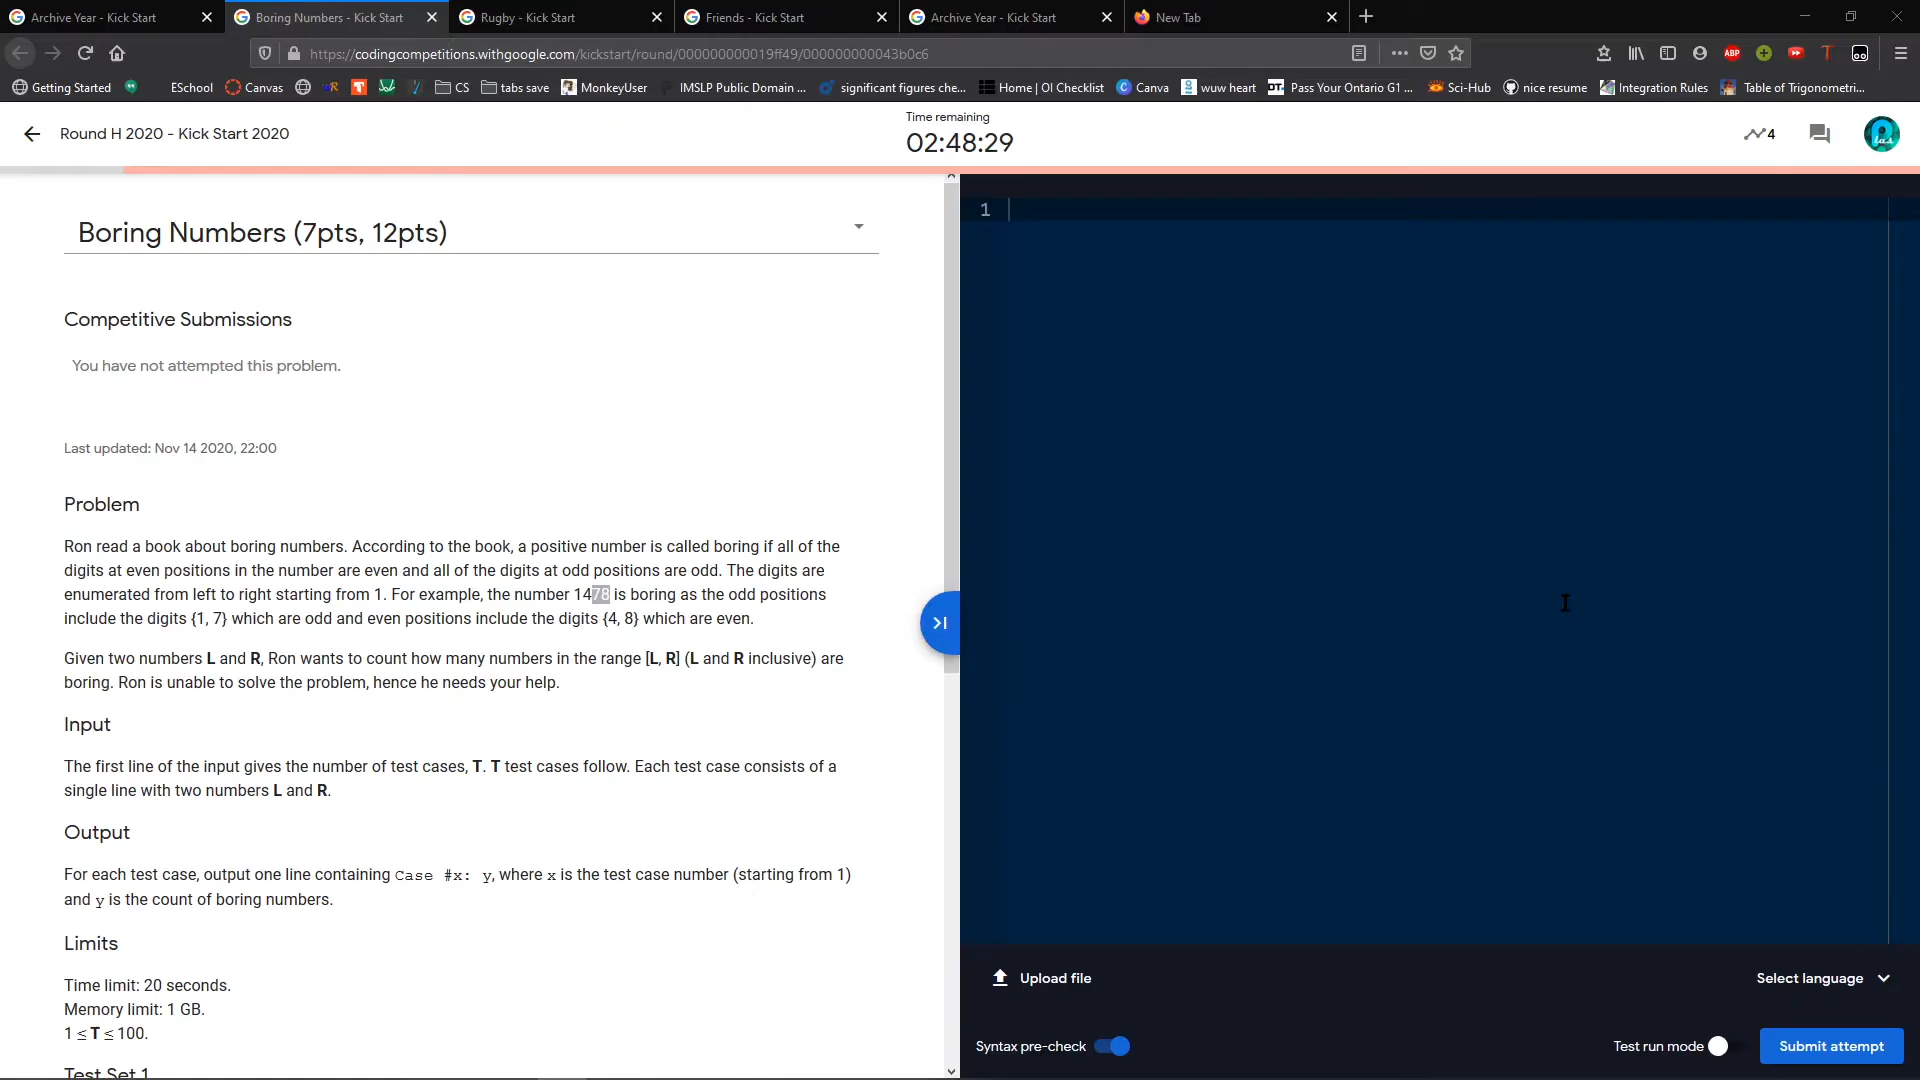 Archive Year - Kick Start
Boring Numbers - Kick Start
Rugby - Kick Start
Friends - Kick Start
Archive Year - Kick Start
New Tab
https://codingcompetitions.withgoogle.com/kickstart/round/000000000019ff49/000000000043b0c6
ABP
Getting Started
ESchool
Canvas
CS
tabs save
MonkeyUser
IMSLP Public Domain ...
significant figures che...
Home | OI Checklist
Canva
wuw heart
DT. Pass Your Ontario G1 ...
Sci-Hub
nice resume
Integration Rules
Table of Trigonometri...
Round H 2020 - Kick Start 2020
Time remaining
02:48:29
4
Boring Numbers (7pts, 12pts)
1
Competitive Submissions
You have not attempted this problem.
Last updated: Nov 14 2020, 22:00
Problem
Ron read a book about boring numbers. According to the book, a positive number is called boring if all of the
digits at even positions in the number are even and all of the digits at odd positions are odd. The digits are
enumerated from left to right starting from 1. For example, the number 1478 is boring as the odd positions
include the digits {1, 7} which are odd and even positions include the digits {4, 8} which are even.
Given two numbers L and R, Ron wants to count how many numbers in the range [L, R] (L and R inclusive) are
boring. Ron is unable to solve the problem, hence he needs your help.
Input
The first line of the input gives the number of test cases, T. T test cases follow. Each test case consists of a
single line with two numbers L and R.
Output
For each test case, output one line containing Case #x: y, where x is the test case number (starting from 1)
and y is the count of boring numbers.
Limits
Time limit: 20 seconds.
Memory limit: 1 GB.
1 ≤ T ≤ 100.
Test Set 1
Upload file
Select language
Syntax pre-check
Test run mode
Submit attempt